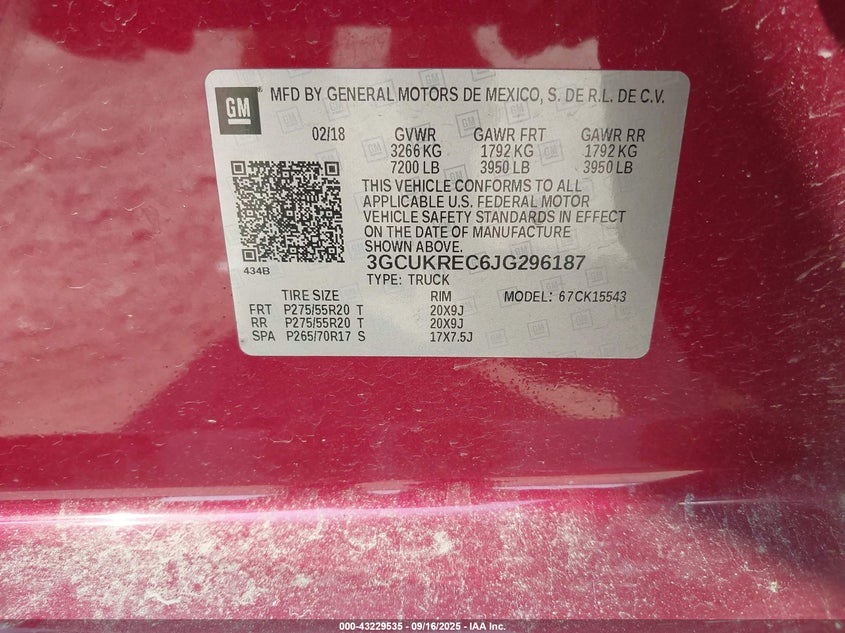 GM
MFD BY GENERAL MOTORS DE MEXICO, S. DE R.L. DE C.V.
02/18 GVWR GAWR FRT GAWR RR
3266 KG 1792 KG 1792 KG
7200 LB 3950 LB 3950 LB
THIS VEHICLE CONFORMS TO ALL
APPLICABLE U.S. FEDERAL MOTOR
VEHICLE SAFETY STANDARDS IN EFFECT
ON THE DATE OF MANUFACTURE
SHOWN ABOVE.
434B
3GCUKREC6JG296187
TYPE: TRUCK
TIRE SIZE RIM MODEL: 67CK15543
FRT P275/55R20 T 20X9J
RR P275/55R20 T 20X9J
SPA P265/70R17 S 17X7.5J
000-43229535 - 09/16/2025 - IAA Inc.